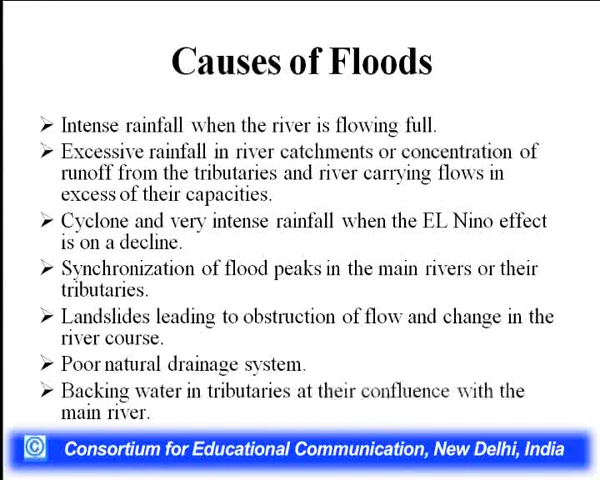 Causes of Floods
➢ Intense rainfall when the river is flowing full.
➢ Excessive rainfall in river catchments or concentration of
runoff from the tributaries and river carrying flows in
excess of their capacities.
➢ Cyclone and very intense rainfall when the EL Nino effect
is on a decline.
➢ Synchronization of flood peaks in the main rivers or their
tributaries.
➢ Landslides leading to obstruction of flow and change in the
river course.
➢ Poor natural drainage system.
➢ Backing water in tributaries at their confluence with the
main river.
© Consortium for Educational Communication, New Delhi, India